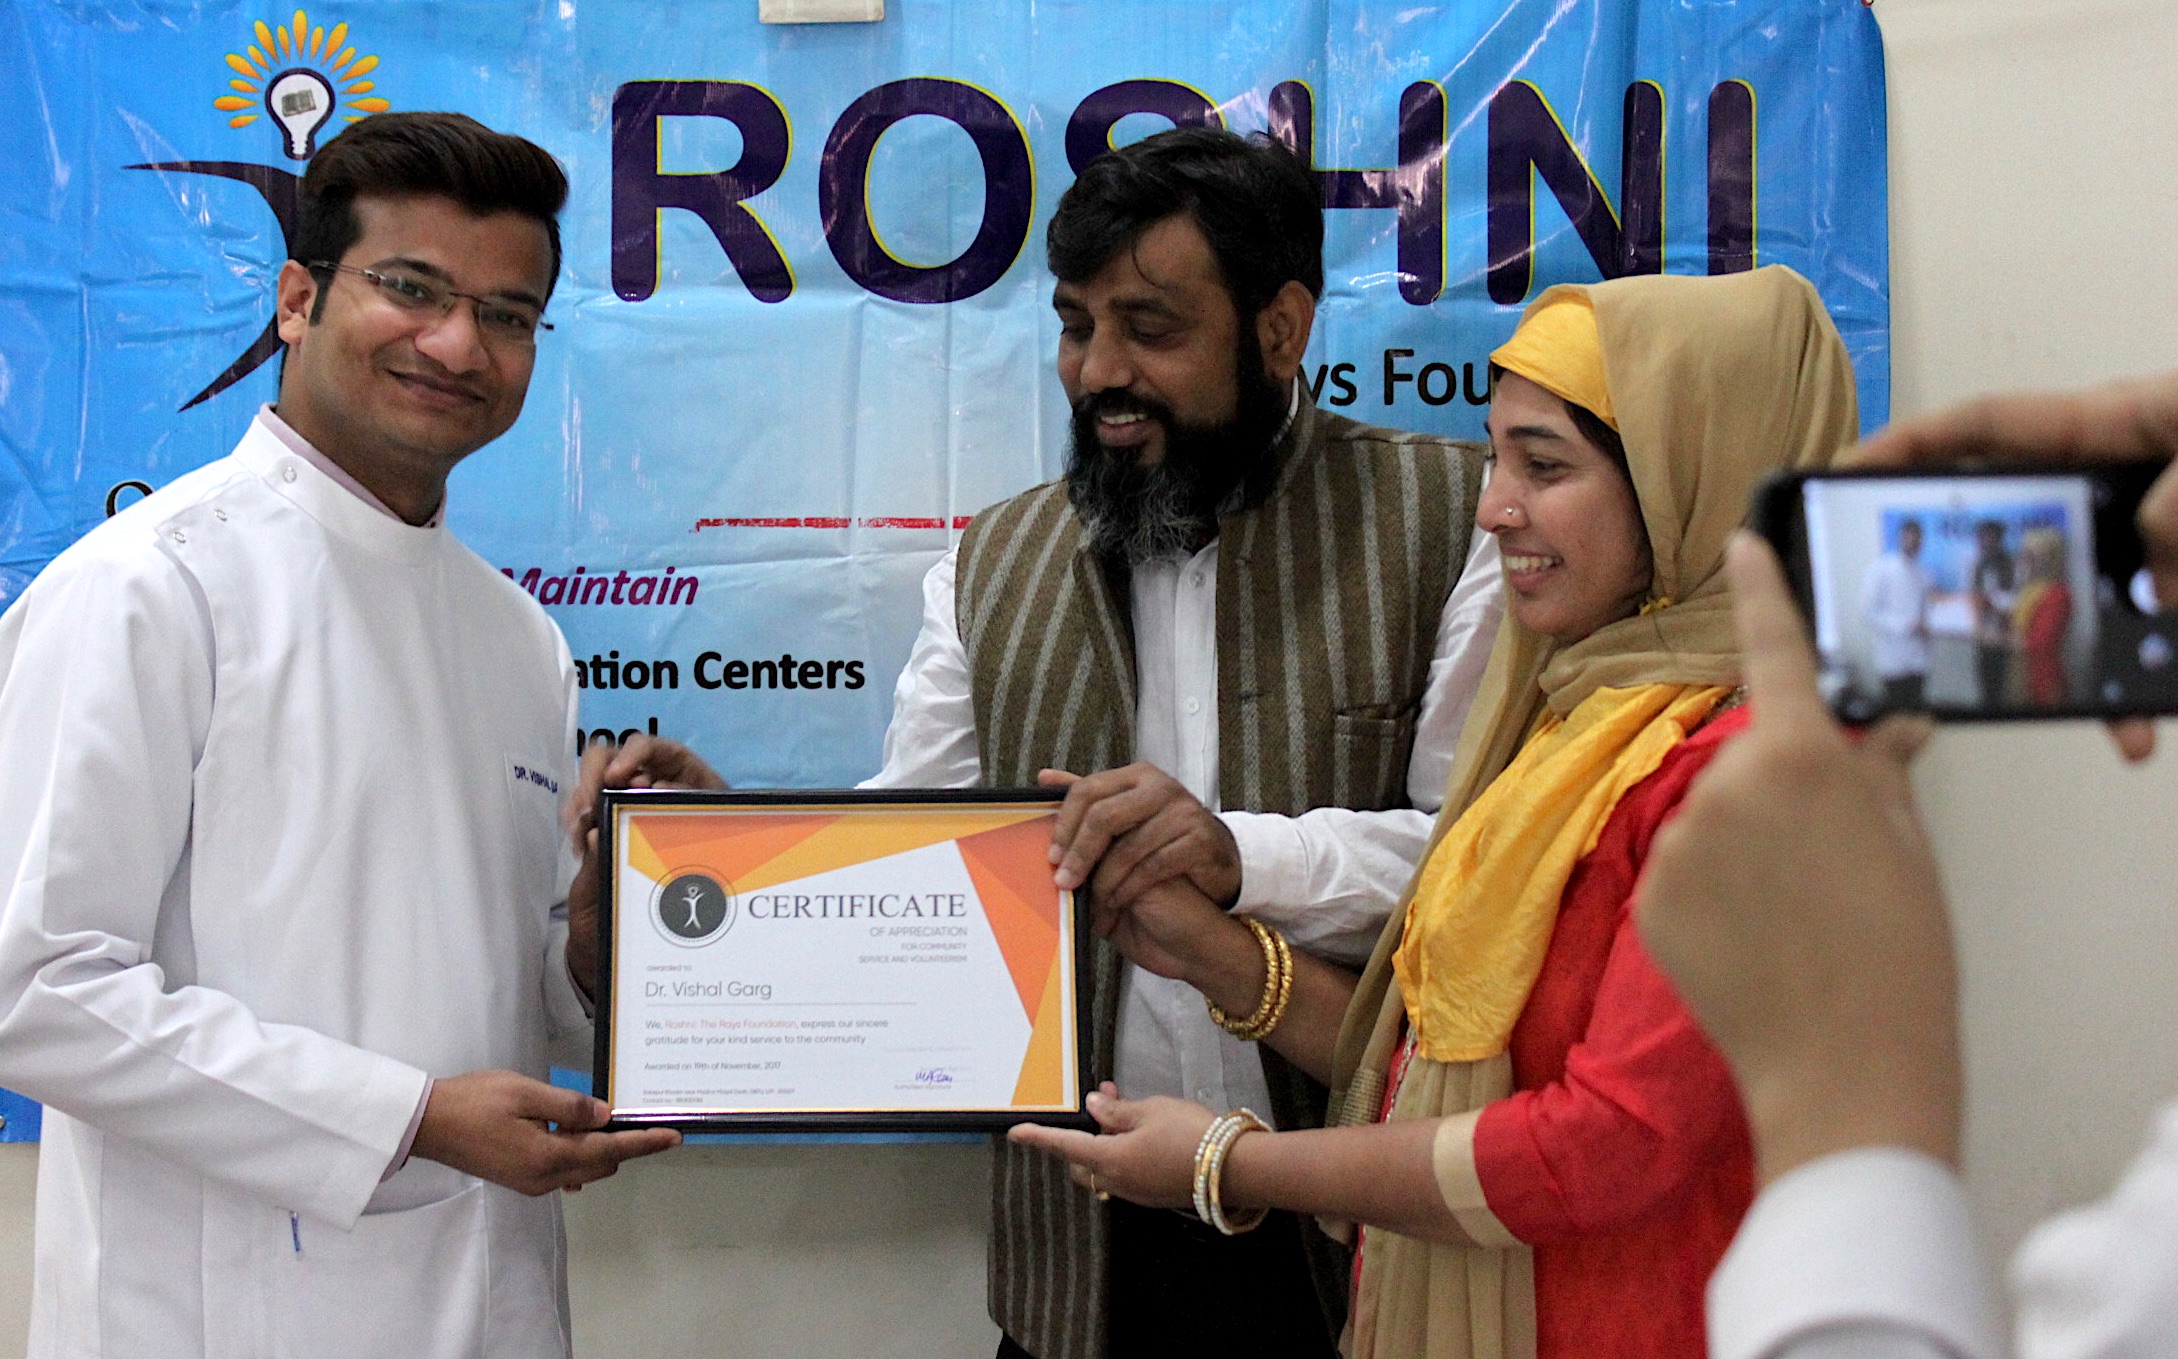 ROSHNI
ys Fou
Maintain
ation Centers
hool
DR. VISHAL GA
CERTIFICATE
OF APPRECIATION
FOR COMMUNITY
SERVICE AND VOLUNTEERISM
awarded to
Dr. Vishal Garg
We, Roshni: The Rays Foundation, express our sincere
gratitude for your kind service to the community
Awarded on 19th of November, 2017